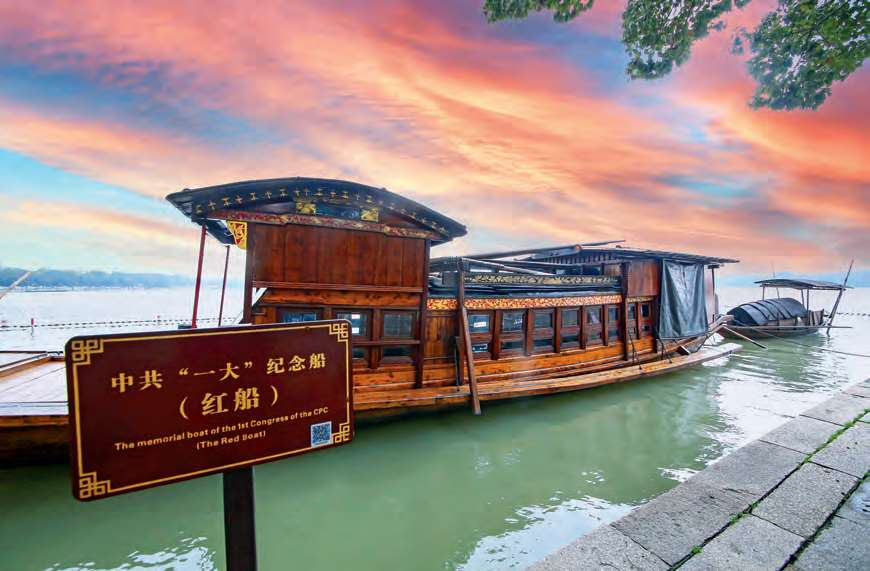 中共“一大”纪念船
（红船）
The memorial boat of the 1st Congress of the CPC
(The Red Boat)